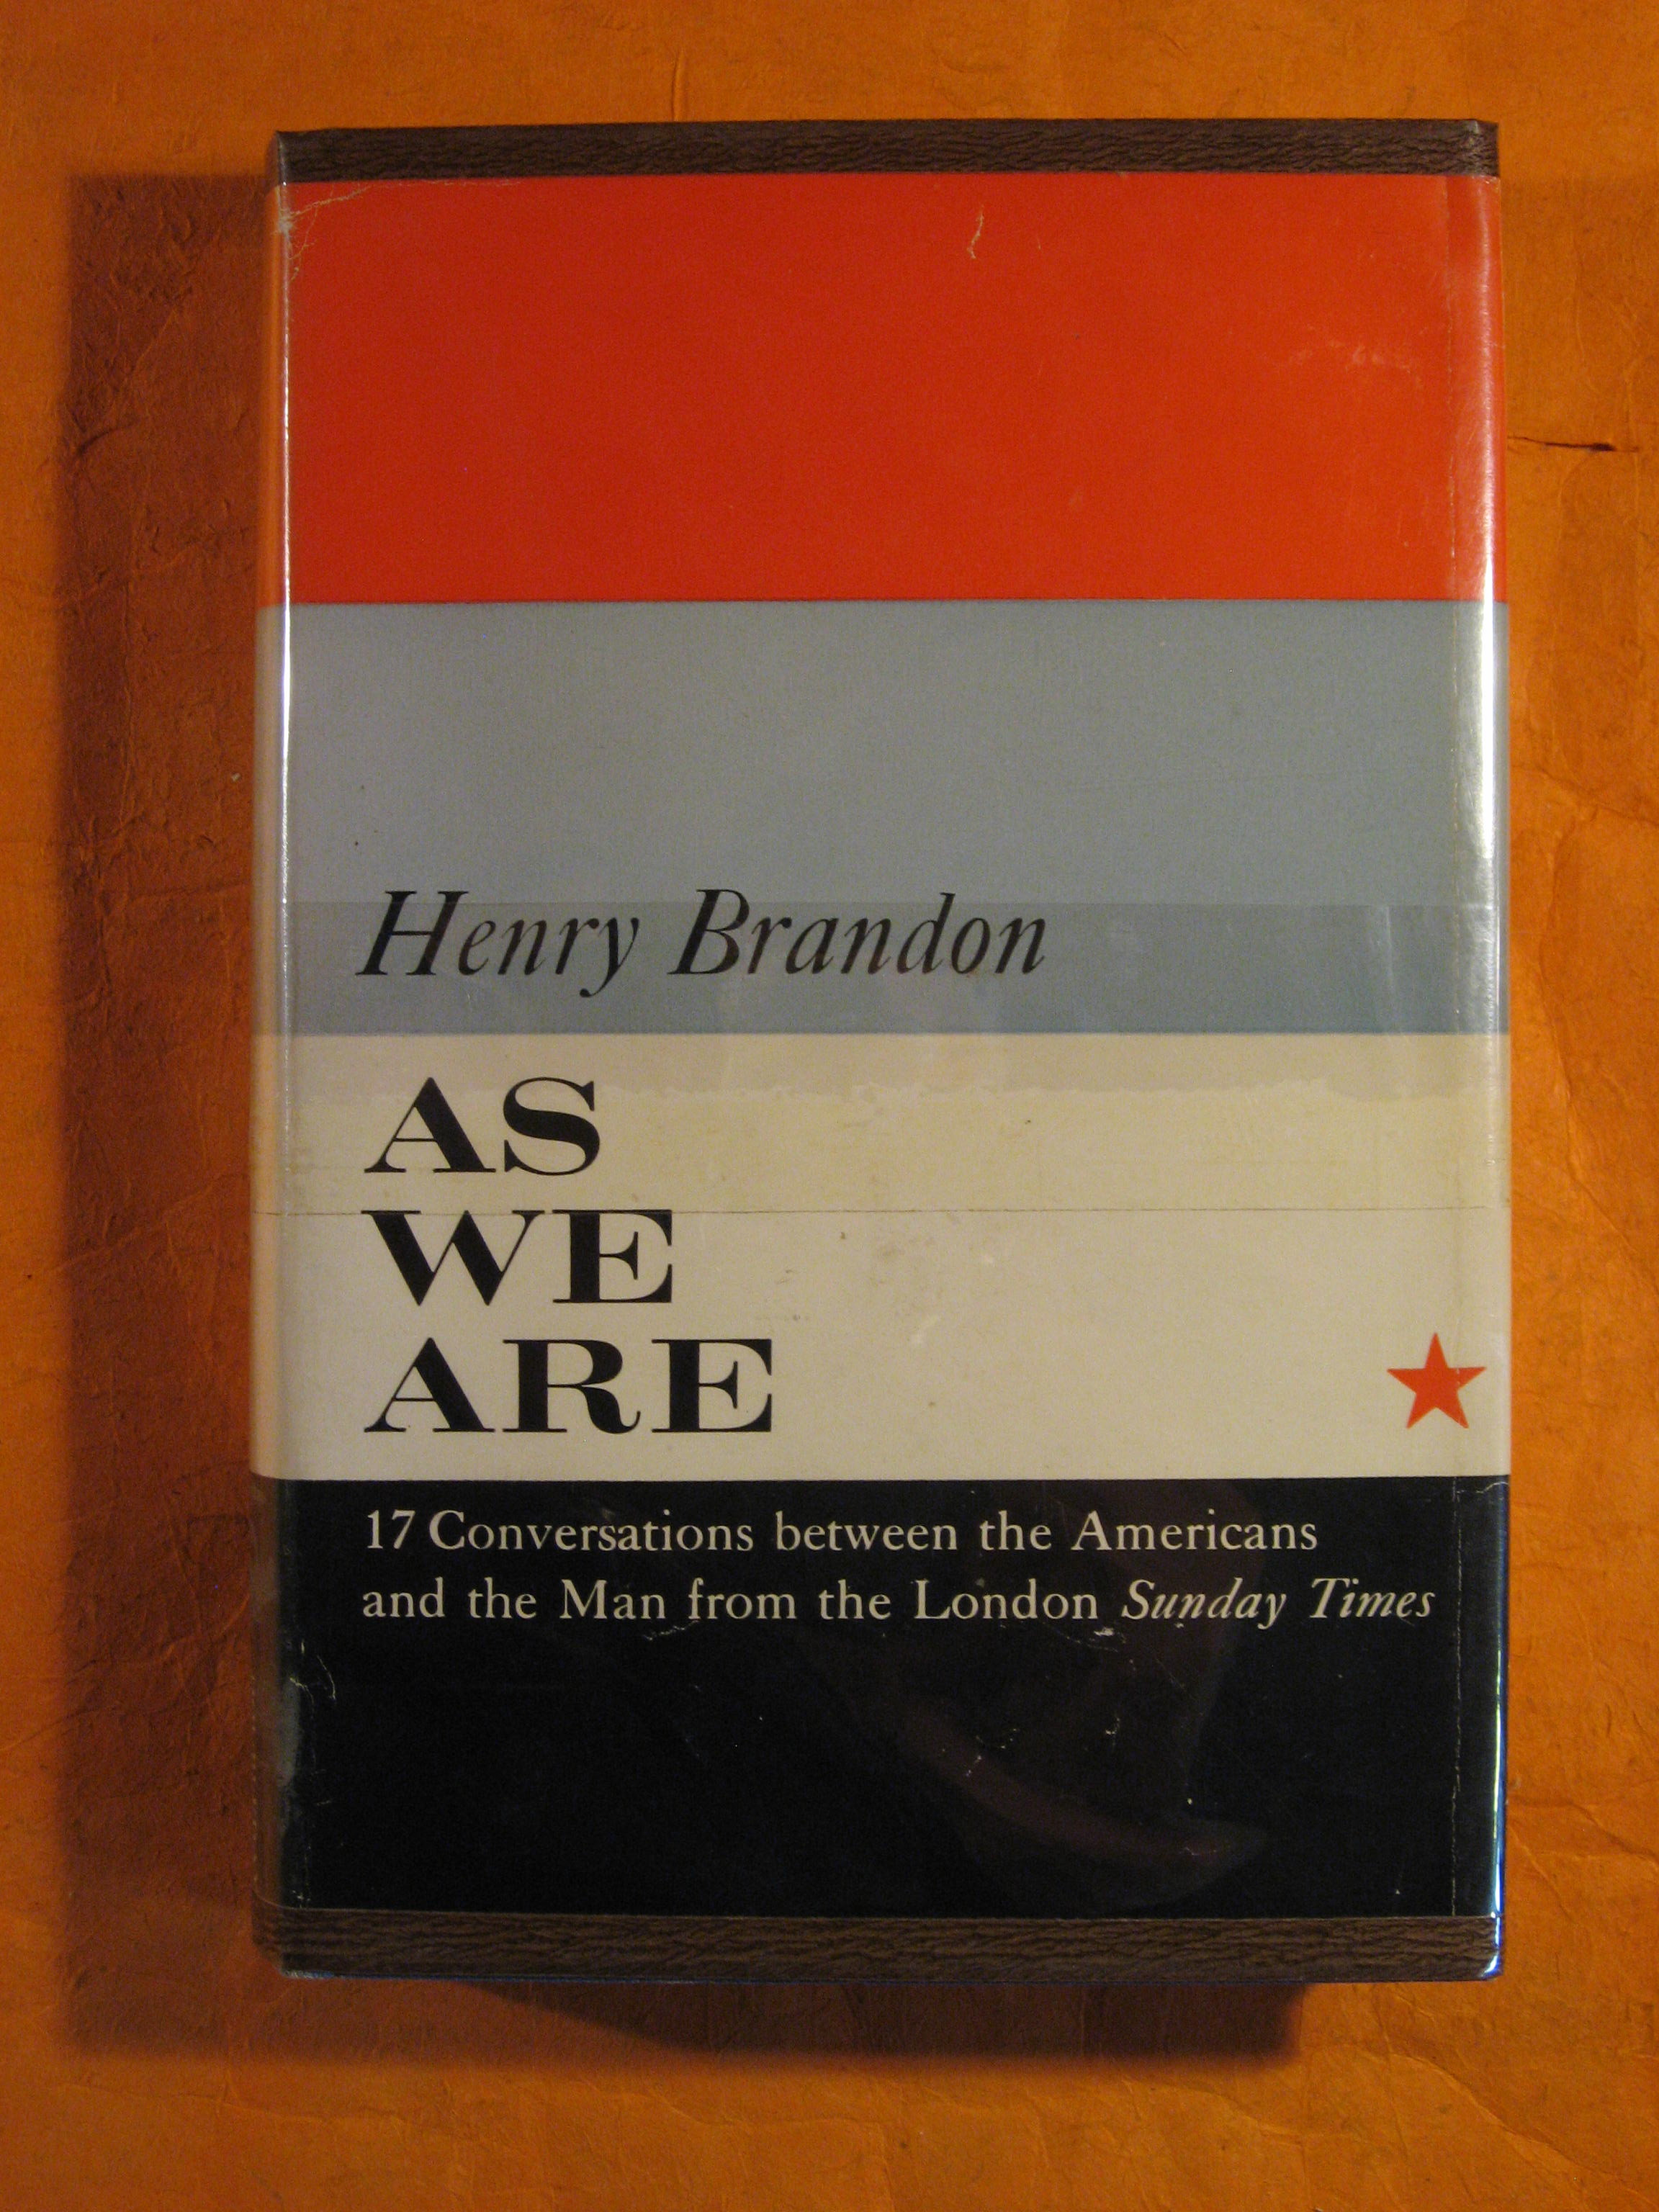 Henry Brandon
AS
WE
ARE
17 Conversations between the Americans
and the Man from the London Sunday Times